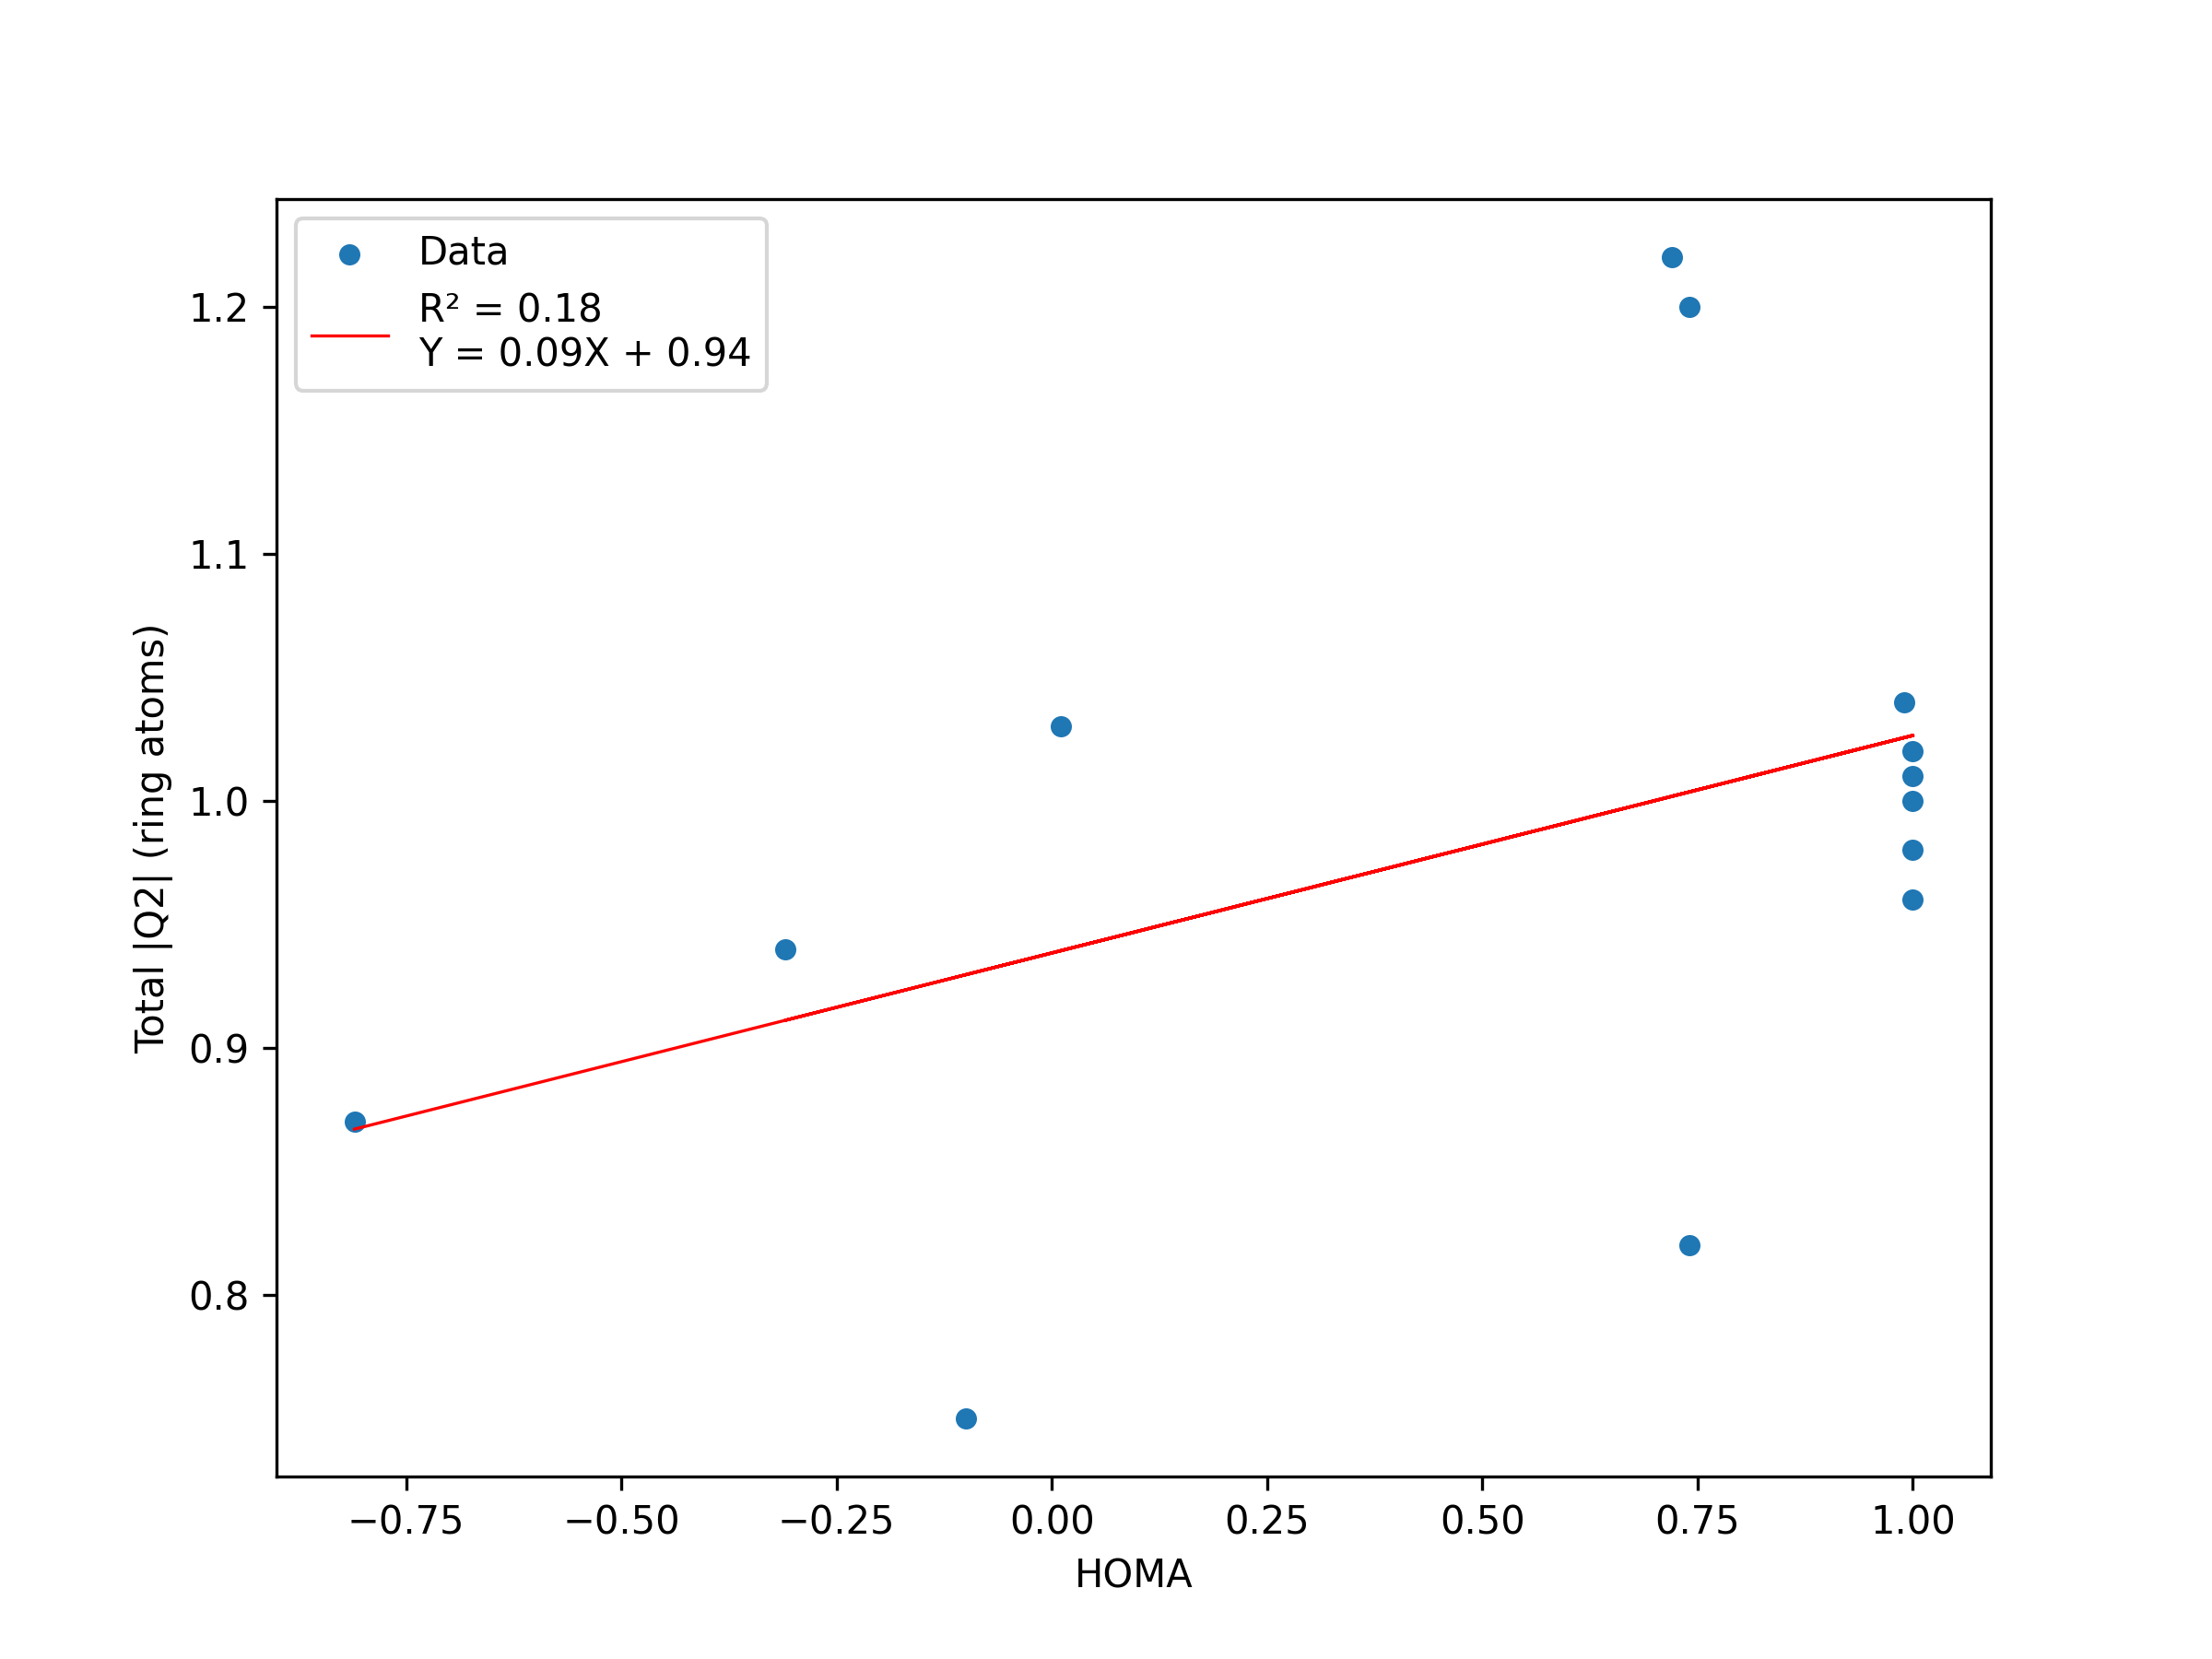 Data
R² = 0.18
Y = 0.09X + 0.94
1.2
1.1
1.0
0.9
0.8
Total |Q2| (ring atoms)
−0.75 −0.50 −0.25 0.00 0.25 0.50 0.75 1.00
HOMA